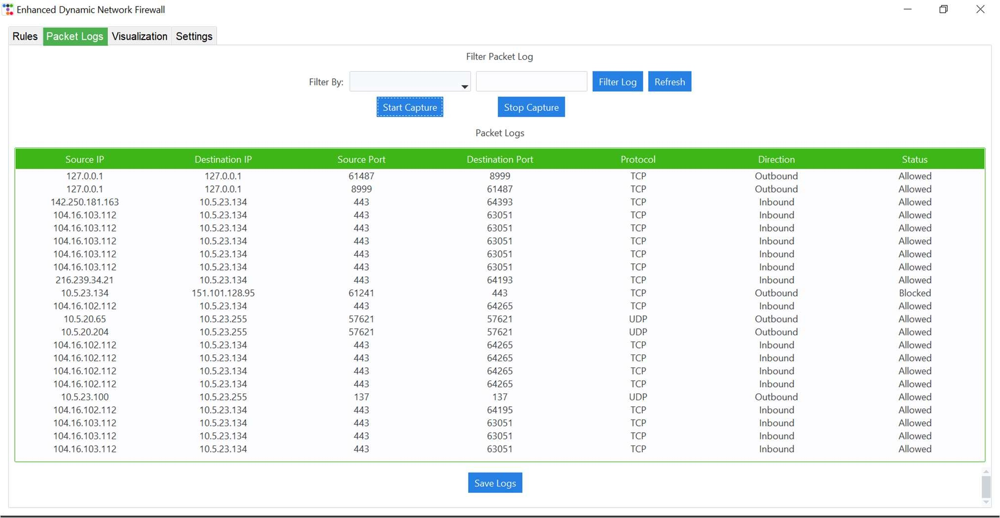 Enhanced Dynamic Network Firewall
Rules Packet Logs Visualization Settings
Filter Packet Log
Filter By: Filter Log Refresh
Start Capture Stop Capture
Packet Logs
Source IP Destination IP Source Port Destination Port Protocol Direction Status
127.0.0.1 127.0.0.1 61487 8999 TCP Outbound Allowed
127.0.0.1 127.0.0.1 8999 61487 TCP Outbound Allowed
142.250.181.163 10.5.23.134 443 64393 TCP Inbound Allowed
104.16.103.112 10.5.23.134 443 63051 TCP Inbound Allowed
104.16.103.112 10.5.23.134 443 63051 TCP Inbound Allowed
104.16.103.112 10.5.23.134 443 63051 TCP Inbound Allowed
104.16.103.112 10.5.23.134 443 63051 TCP Inbound Allowed
104.16.103.112 10.5.23.134 443 63051 TCP Inbound Allowed
216.239.34.21 10.5.23.134 443 64193 TCP Inbound Allowed
10.5.23.134 151.101.128.95 61241 443 TCP Outbound Blocked
104.16.102.112 10.5.23.134 443 64265 TCP Inbound Allowed
10.5.20.65 10.5.23.255 57621 57621 UDP Outbound Allowed
10.5.20.204 10.5.23.255 57621 57621 UDP Outbound Allowed
104.16.102.112 10.5.23.134 443 64265 TCP Inbound Allowed
104.16.102.112 10.5.23.134 443 64265 TCP Inbound Allowed
104.16.102.112 10.5.23.134 443 64265 TCP Inbound Allowed
104.16.102.112 10.5.23.134 443 64265 TCP Inbound Allowed
10.5.23.100 10.5.23.255 137 137 UDP Outbound Allowed
104.16.102.112 10.5.23.134 443 64195 TCP Inbound Allowed
104.16.103.112 10.5.23.134 443 63051 TCP Inbound Allowed
104.16.103.112 10.5.23.134 443 63051 TCP Inbound Allowed
104.16.103.112 10.5.23.134 443 63051 TCP Inbound Allowed
Save Logs